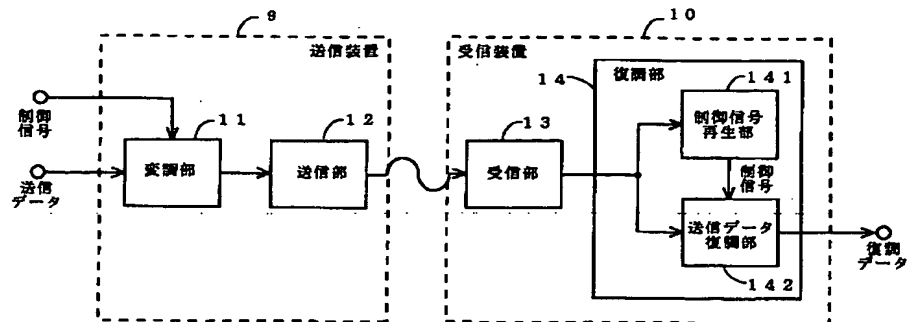 9
送信装置
10
受信装置
14
復調部
141
制御信号
再生部
制御
信号
11
変調部
12
送信部
13
受信部
制御
信号
送信
データ
送信データ
復調部
142
復調
データ